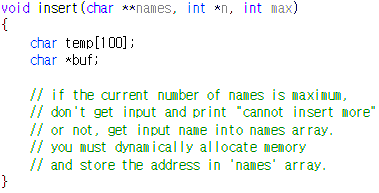 void insert(char **names, int *n, int max)
{
char temp[100];
char *buf;
// if the current number of names is maximum,
// don't get input and print "cannot insert more"
// or not, get input name into names array.
// you must dynamically allocate memory
// and store the address in 'names' array.
}